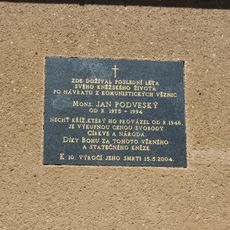 ZDE DOŽÍVAL POSLEDNÍ LÉTA
SVÉHO KNĚŽSKÉHO ŽIVOTA
PO NÁVRATU Z KOMUNISTICKÝCH VĚZNIC
MONS. JAN PODVESKÝ
OD R. 1975 - 1994
NECHŤ KŘÍŽ, KTERÝ HO PROVÁZEL OD R. 1948
JE VÝKUPNOU CENOU SVOBODY
CÍRKVE A NÁRODA.
DÍKY BOHU ZA TOHOTO VĚRNÉHO
A STATEČNÉHO KNĚZE
K 10. VÝROČÍ JEHO SMRTI 15.5.2004